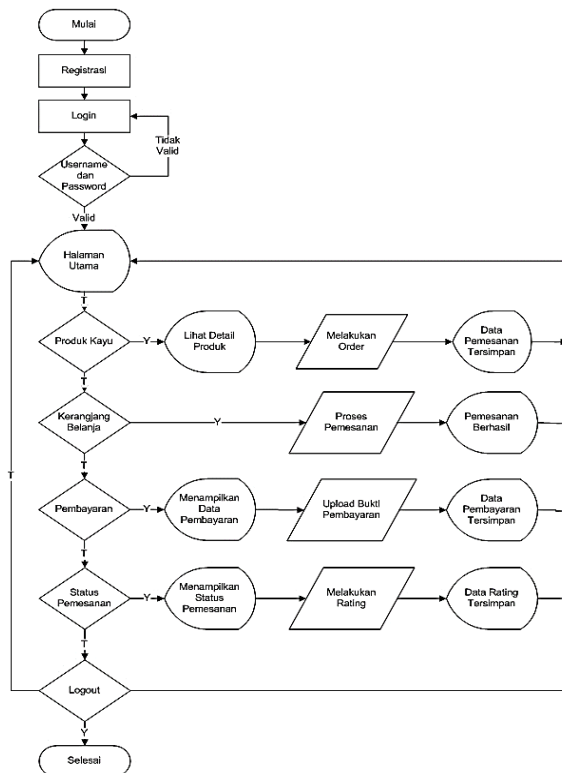 Mulai
Registrasi
Login
Tidak
Valid
Username
dan
Password
Valid
Halaman
Utama
T
Produk Kayu
Y
Lihat Detail
Produk
Melakukan
Order
Data
Pemesanan
Tersimpan
T
Kerangjang
Belanja
Y
Proses
Pemesanan
Pemesanan
Berhasil
T
T
Pembayaran
Y
Menampilkan
Data
Pembayaran
Upload Bukti
Pembayaran
Data
Pembayaran
Tersimpan
T
Status
Pemesanan
Y
Menampilkan
Status
Pemesanan
Melakukan
Rating
Data Rating
Tersimpan
T
Logout
Y
Selesai